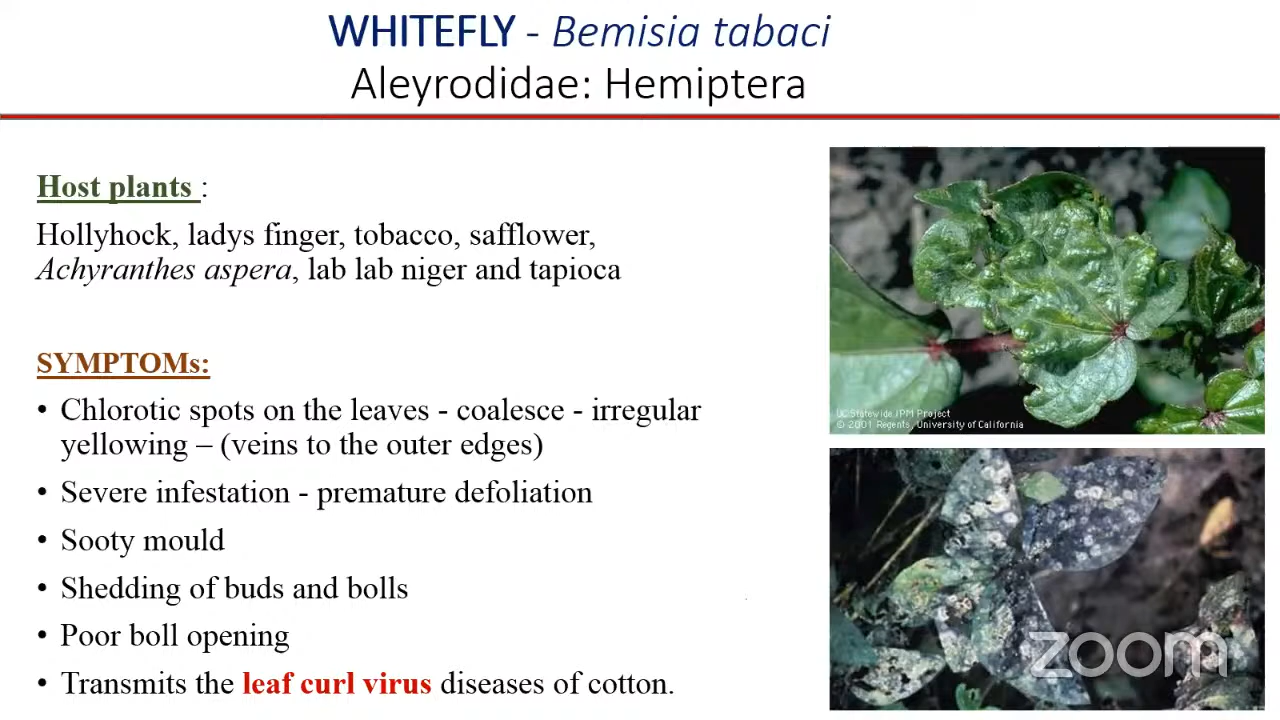 WHITEFLY - Bemisia tabaci
Aleyrodidae: Hemiptera
Host plants :
Hollyhock, ladys finger, tobacco, safflower,
Achyranthes aspera, lab lab niger and tapioca
SYMPTOMs:
• Chlorotic spots on the leaves - coalesce - irregular
yellowing – (veins to the outer edges)
• Severe infestation - premature defoliation
• Sooty mould
• Shedding of buds and bolls
• Poor boll opening
• Transmits the leaf curl virus diseases of cotton.
UC Statewide IPM Project
© 2001 Regents, University of California
zoom